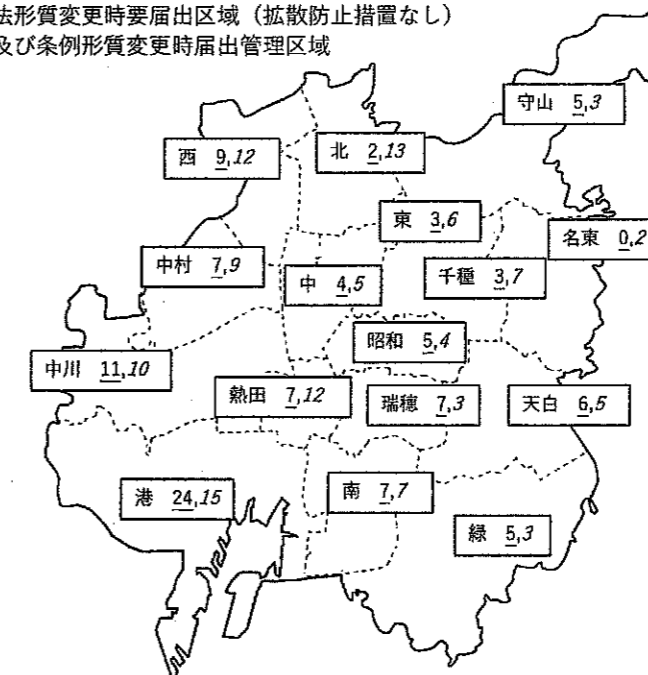 法形質変更時要届出区域（拡散防止措置なし）
及び条例形質変更時届出管理区域
守山 5,3
西 9,12
北 2,13
東 3,6
名東 0,2
中村 7,9
中 4,5
千種 3,7
昭和 5,4
中川 11,10
熱田 7,12
瑞穂 7,3
天白 6,5
港 24,15
南 7,7
緑 5,3